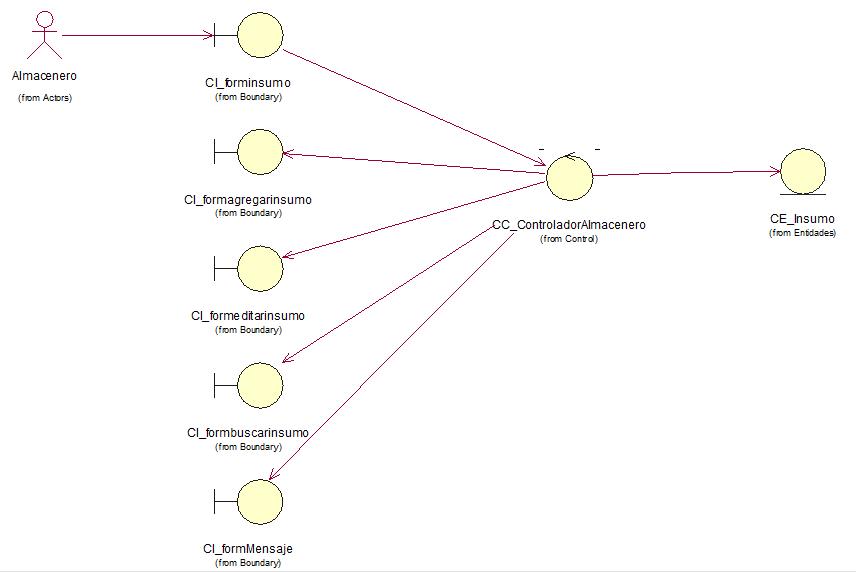 Almacenero
(from Actors)
CI_forminsumo
(from Boundary)
CI_formagregarinsumo
(from Boundary)
CI_formeditarinsumo
(from Boundary)
CI_formbuscarinsumo
(from Boundary)
CI_formMensaje
(from Boundary)
CC_ControladorAlmacenero
(from Control)
CE_Insumo
(from Entidades)